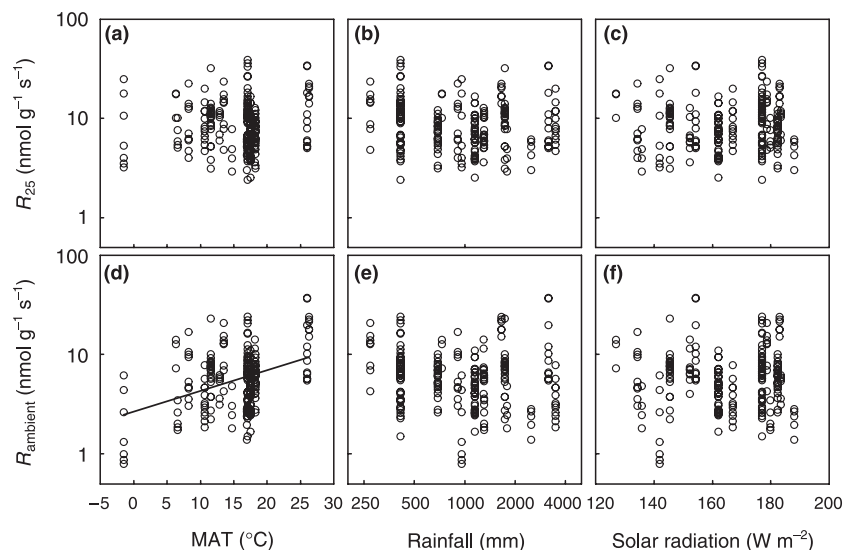 (a)
(b)
(c)
100
10
1
R25 (nmol g–1 s–1)
(d)
(e)
(f)
100
10
1
Rambient (nmol g–1 s–1)
–5 0 5 10 15 20 25 30
250 500 1000 2000 4000
120 140 160 180 200
MAT (°C)
Rainfall (mm)
Solar radiation (W m–2)